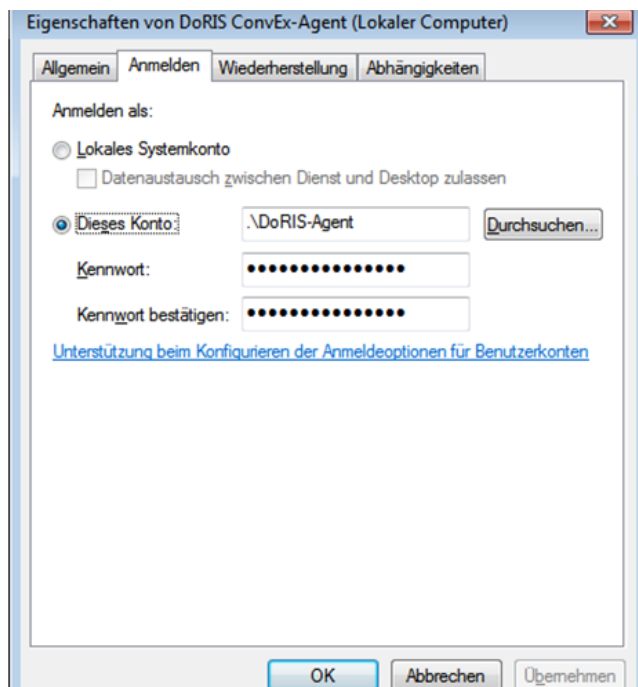 Eigenschaften von DoRIS ConvEx-Agent (Lokaler Computer)
Allgemein Anmelden Wiederherstellung Abhängigkeiten
Anmelden als:
Lokales Systemkonto
Datenaustausch zwischen Dienst und Desktop zulassen
Dieses Konto: .\DoRIS-Agent Durchsuchen...
Kennwort: •••••••••••••••
Kennwort bestätigen: •••••••••••••••
Unterstützung beim Konfigurieren der Anmeldeoptionen für Benutzerkonten
OK Abbrechen Übernehmen